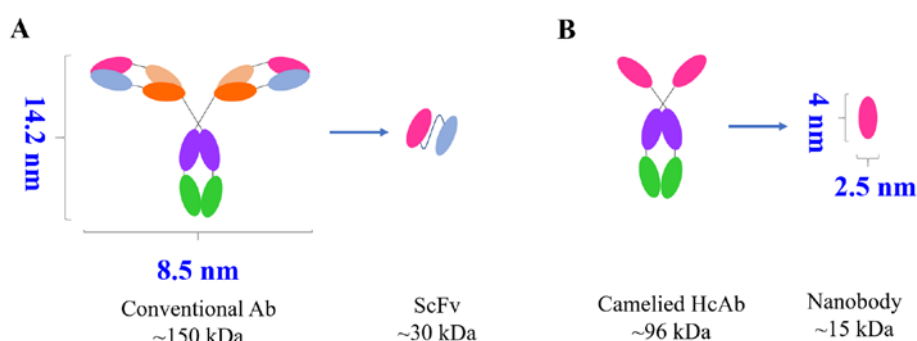 A
B
14.2 nm
8.5 nm
4 nm
2.5 nm
Conventional Ab
~150 kDa
ScFv
~30 kDa
Camelied HcAb
~96 kDa
Nanobody
~15 kDa